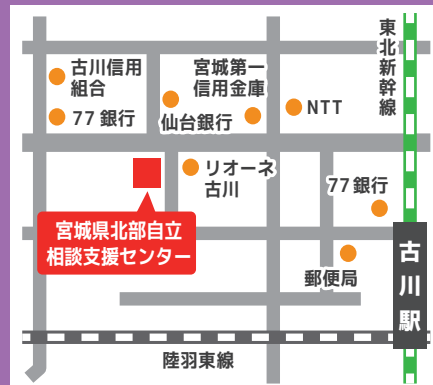 古川信用
組合
宮城第一
信用金庫
東北新幹線
77 銀行
仙台銀行
NTT
リオーネ
古川
77 銀行
宮城県北部自立
相談支援センター
古川駅
郵便局
陸羽東線